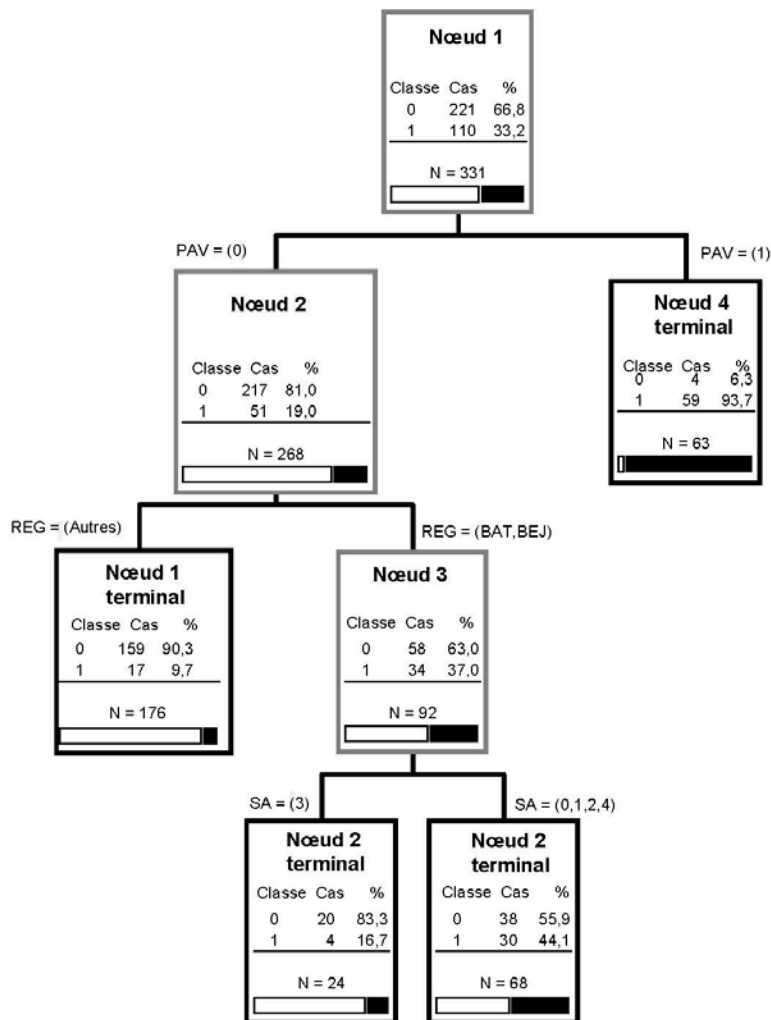 Nœud 1
Classe Cas %
0 221 66,8
1 110 33,2
N = 331
PAV = (0)
PAV = (1)
Nœud 2
Classe Cas %
0 217 81,0
1 51 19,0
N = 268
Nœud 4
terminal
Classe Cas %
0 4 6,3
1 59 93,7
N = 63
REG = (Autres)
REG = (BAT,BEJ)
Nœud 1
terminal
Classe Cas %
0 159 90,3
1 17 9,7
N = 176
Nœud 3
Classe Cas %
0 58 63,0
1 34 37,0
N = 92
SA = (3)
SA = (0,1,2,4)
Nœud 2
terminal
Classe Cas %
0 20 83,3
1 4 16,7
N = 24
Nœud 2
terminal
Classe Cas %
0 38 55,9
1 30 44,1
N = 68